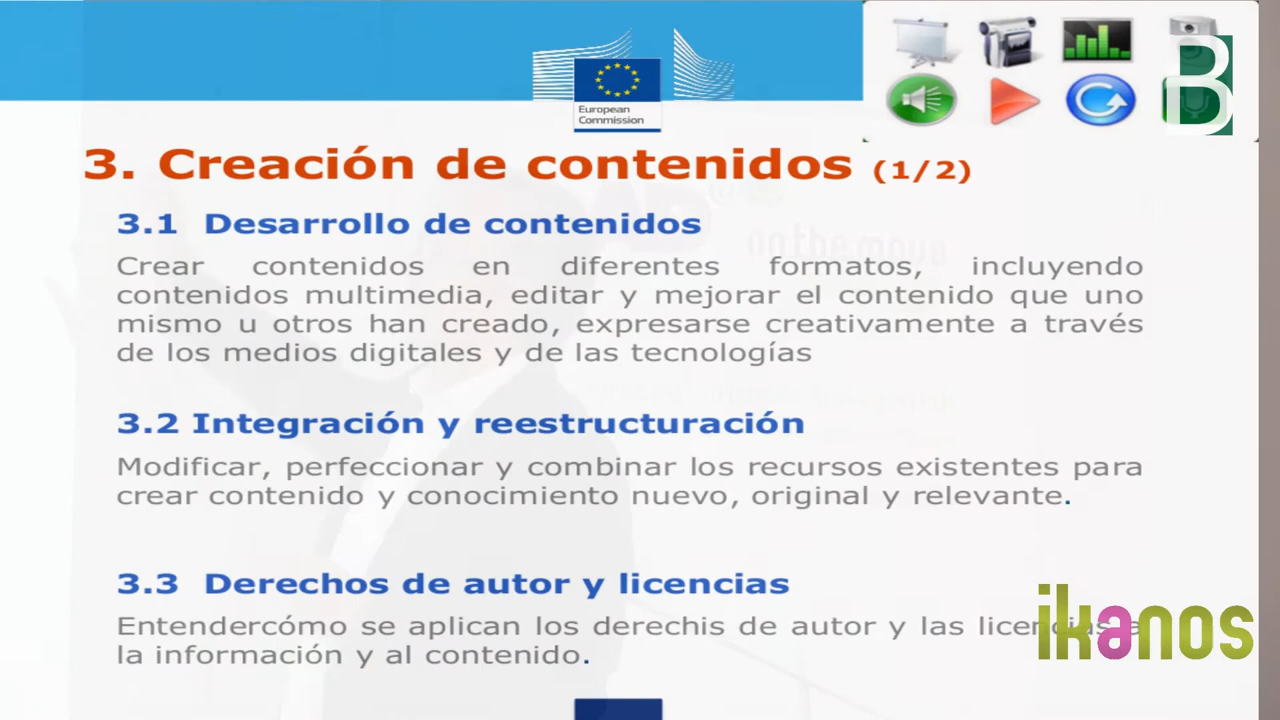 B
European
Commission
3. Creación de contenidos (1/2)
on the move
3.1 Desarrollo de contenidos
Crear contenidos en diferentes formatos, incluyendo
contenidos multimedia, editar y mejorar el contenido que uno
mismo u otros han creado, expresarse creativamente a través
de los medios digitales y de las tecnologías
3.2 Integración y reestructuración
Modificar, perfeccionar y combinar los recursos existentes para
crear contenido y conocimiento nuevo, original y relevante.
3.3 Derechos de autor y licencias
Entendercómo se aplican los derechis de autor y las licencias a
la información y al contenido.
ikanos